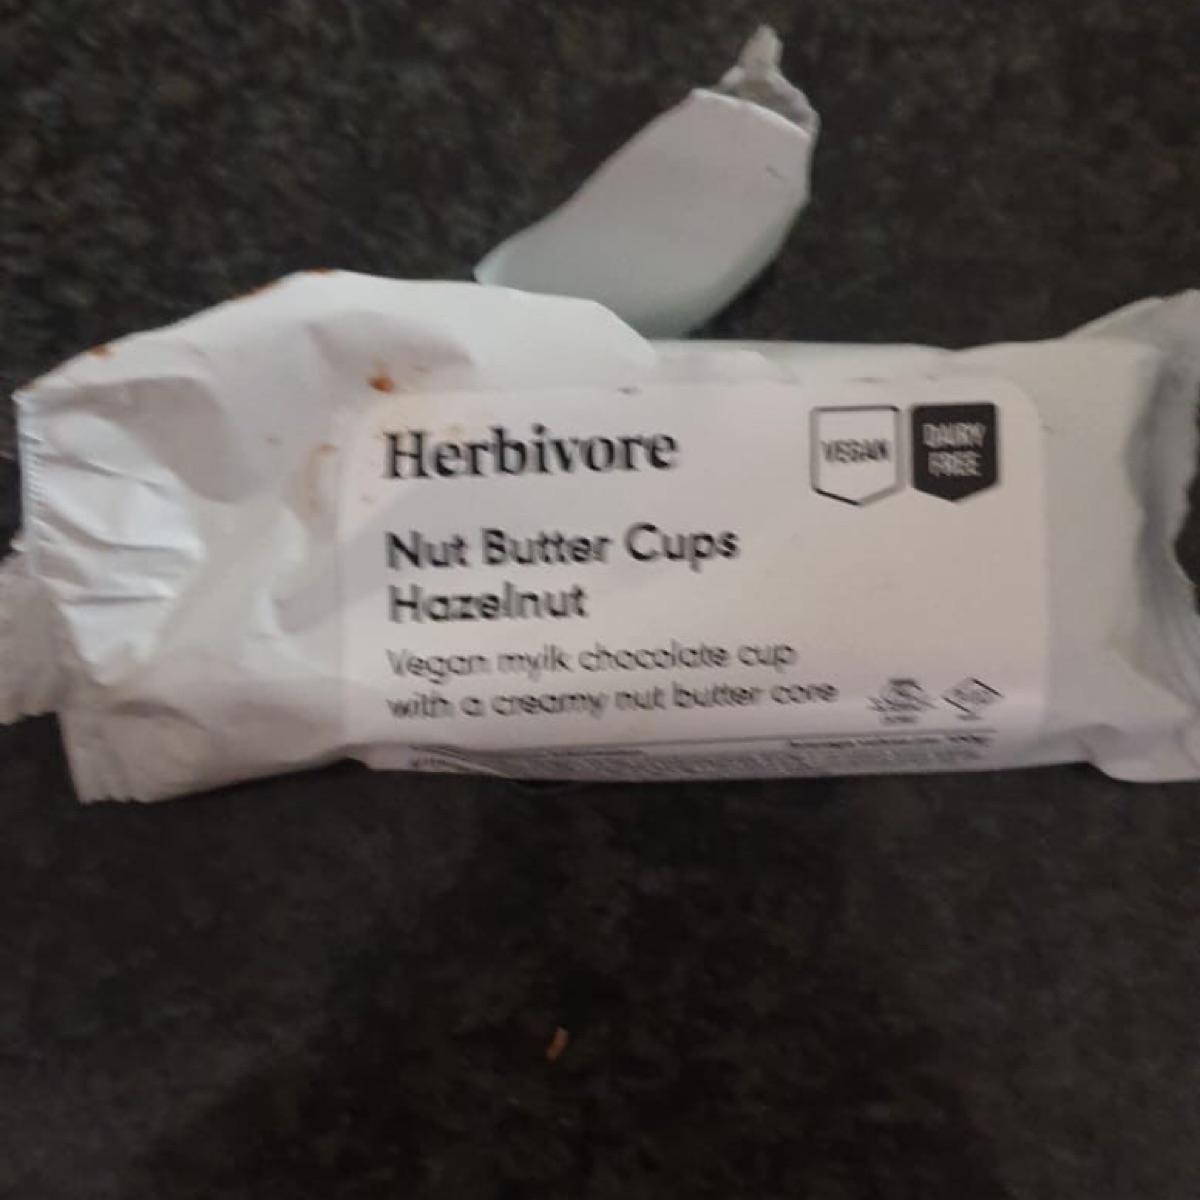 Herbivore
VEGAN
DAIRY
FREE
Nut Butter Cups
Hazelnut
Vegan mylk chocolate cup
with a creamy nut butter core